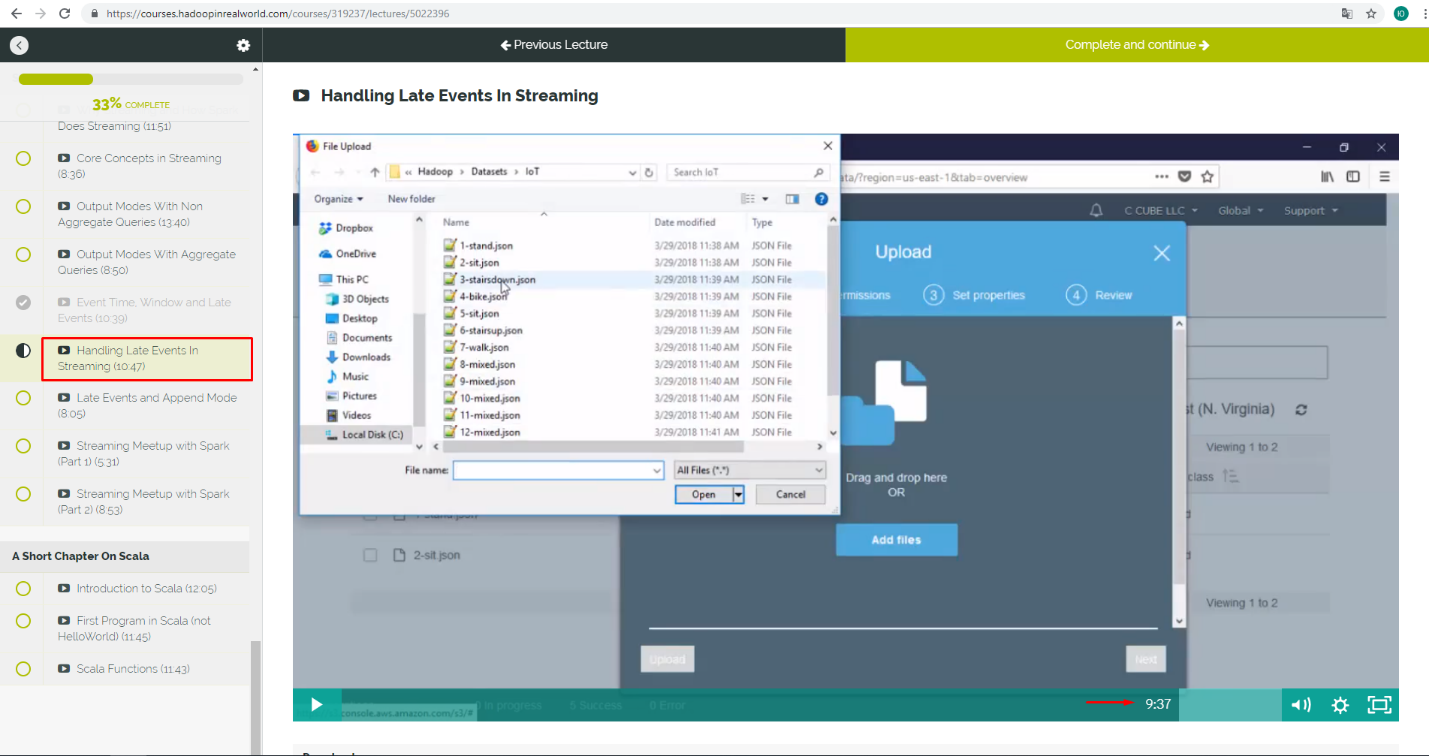 https://courses.hadoopinrealworld.com/courses/319237/lectures/5022396
Previous Lecture
Complete and continue
33% COMPLETE
Does Streaming (11:51)
Core Concepts in Streaming
(8:36)
Output Modes With Non
Aggregate Queries (13:40)
Output Modes With Aggregate
Queries (8:50)
Event Time, Window and Late
Events (10:39)
Handling Late Events In
Streaming (10:47)
Late Events and Append Mode
(8:05)
Streaming Meetup with Spark
(Part 1) (5:31)
Streaming Meetup with Spark
(Part 2) (8:53)
A Short Chapter On Scala
Introduction to Scala (12:05)
First Program in Scala (not
HelloWorld) (11:45)
Scala Functions (11:43)
Handling Late Events In Streaming
File Upload
« Hadoop > Datasets > IoT
Search IoT
Organize
New folder
Dropbox
OneDrive
This PC
3D Objects
Desktop
Documents
Downloads
Music
Pictures
Videos
Local Disk (C:)
Name Date modified Type
1-stand.json 3/29/2018 11:38 AM JSON File
2-sit.json 3/29/2018 11:38 AM JSON File
3-stairsdown.json 3/29/2018 11:39 AM JSON File
4-bike.json 3/29/2018 11:39 AM JSON File
5-sit.json 3/29/2018 11:39 AM JSON File
6-stairsup.json 3/29/2018 11:39 AM JSON File
7-walk.json 3/29/2018 11:40 AM JSON File
8-mixed.json 3/29/2018 11:40 AM JSON File
9-mixed.json 3/29/2018 11:40 AM JSON File
10-mixed.json 3/29/2018 11:40 AM JSON File
11-mixed.json 3/29/2018 11:40 AM JSON File
12-mixed.json 3/29/2018 11:41 AM JSON File
File name:
All Files (*.*)
Open
Cancel
ata/?region=us-east-1&tab=overview
C CUBE LLC
Global
Support
Upload
rmissions
3 Set properties
4 Review
st (N. Virginia)
Viewing 1 to 2
class
Drag and drop here
OR
Add files
1-stand.json
2-sit.json
Viewing 1 to 2
Upload
Next
in progress
5 Success
0 Error
console.aws.amazon.com/s3/#
9:37